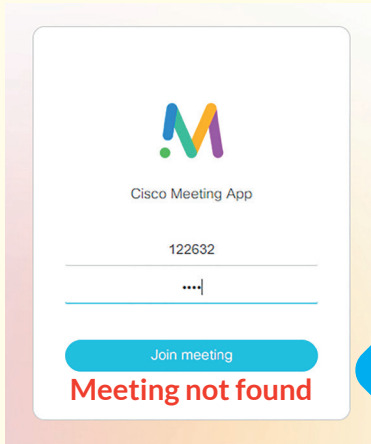 Cisco Meeting App
122632
••••
Join meeting
Meeting not found